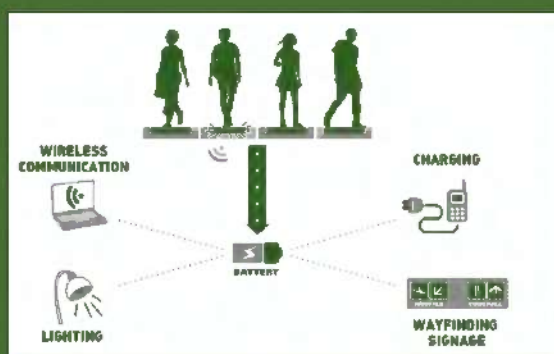 WIRELESS
COMMUNICATION
CHARGING
BATTERY
LIGHTING
WAYFINDING
SIGNAGE